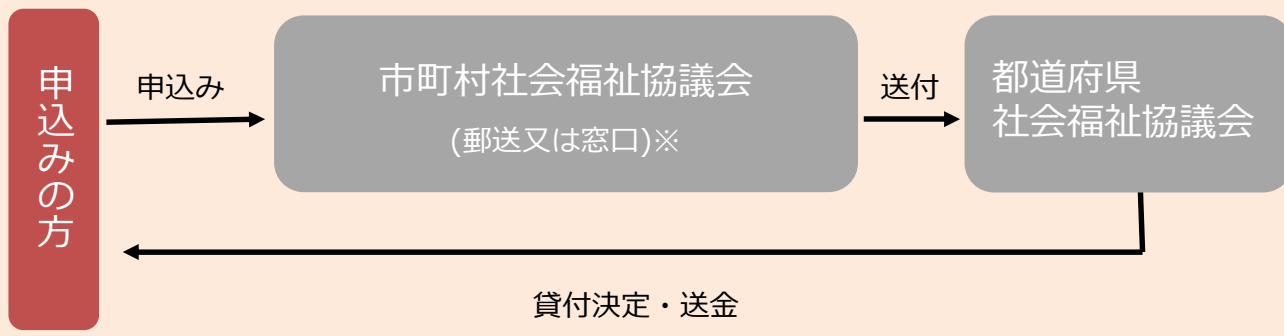 申込みの方
申込み
市町村社会福祉協議会
(郵送又は窓口)※
送付
都道府県
社会福祉協議会
貸付決定・送金